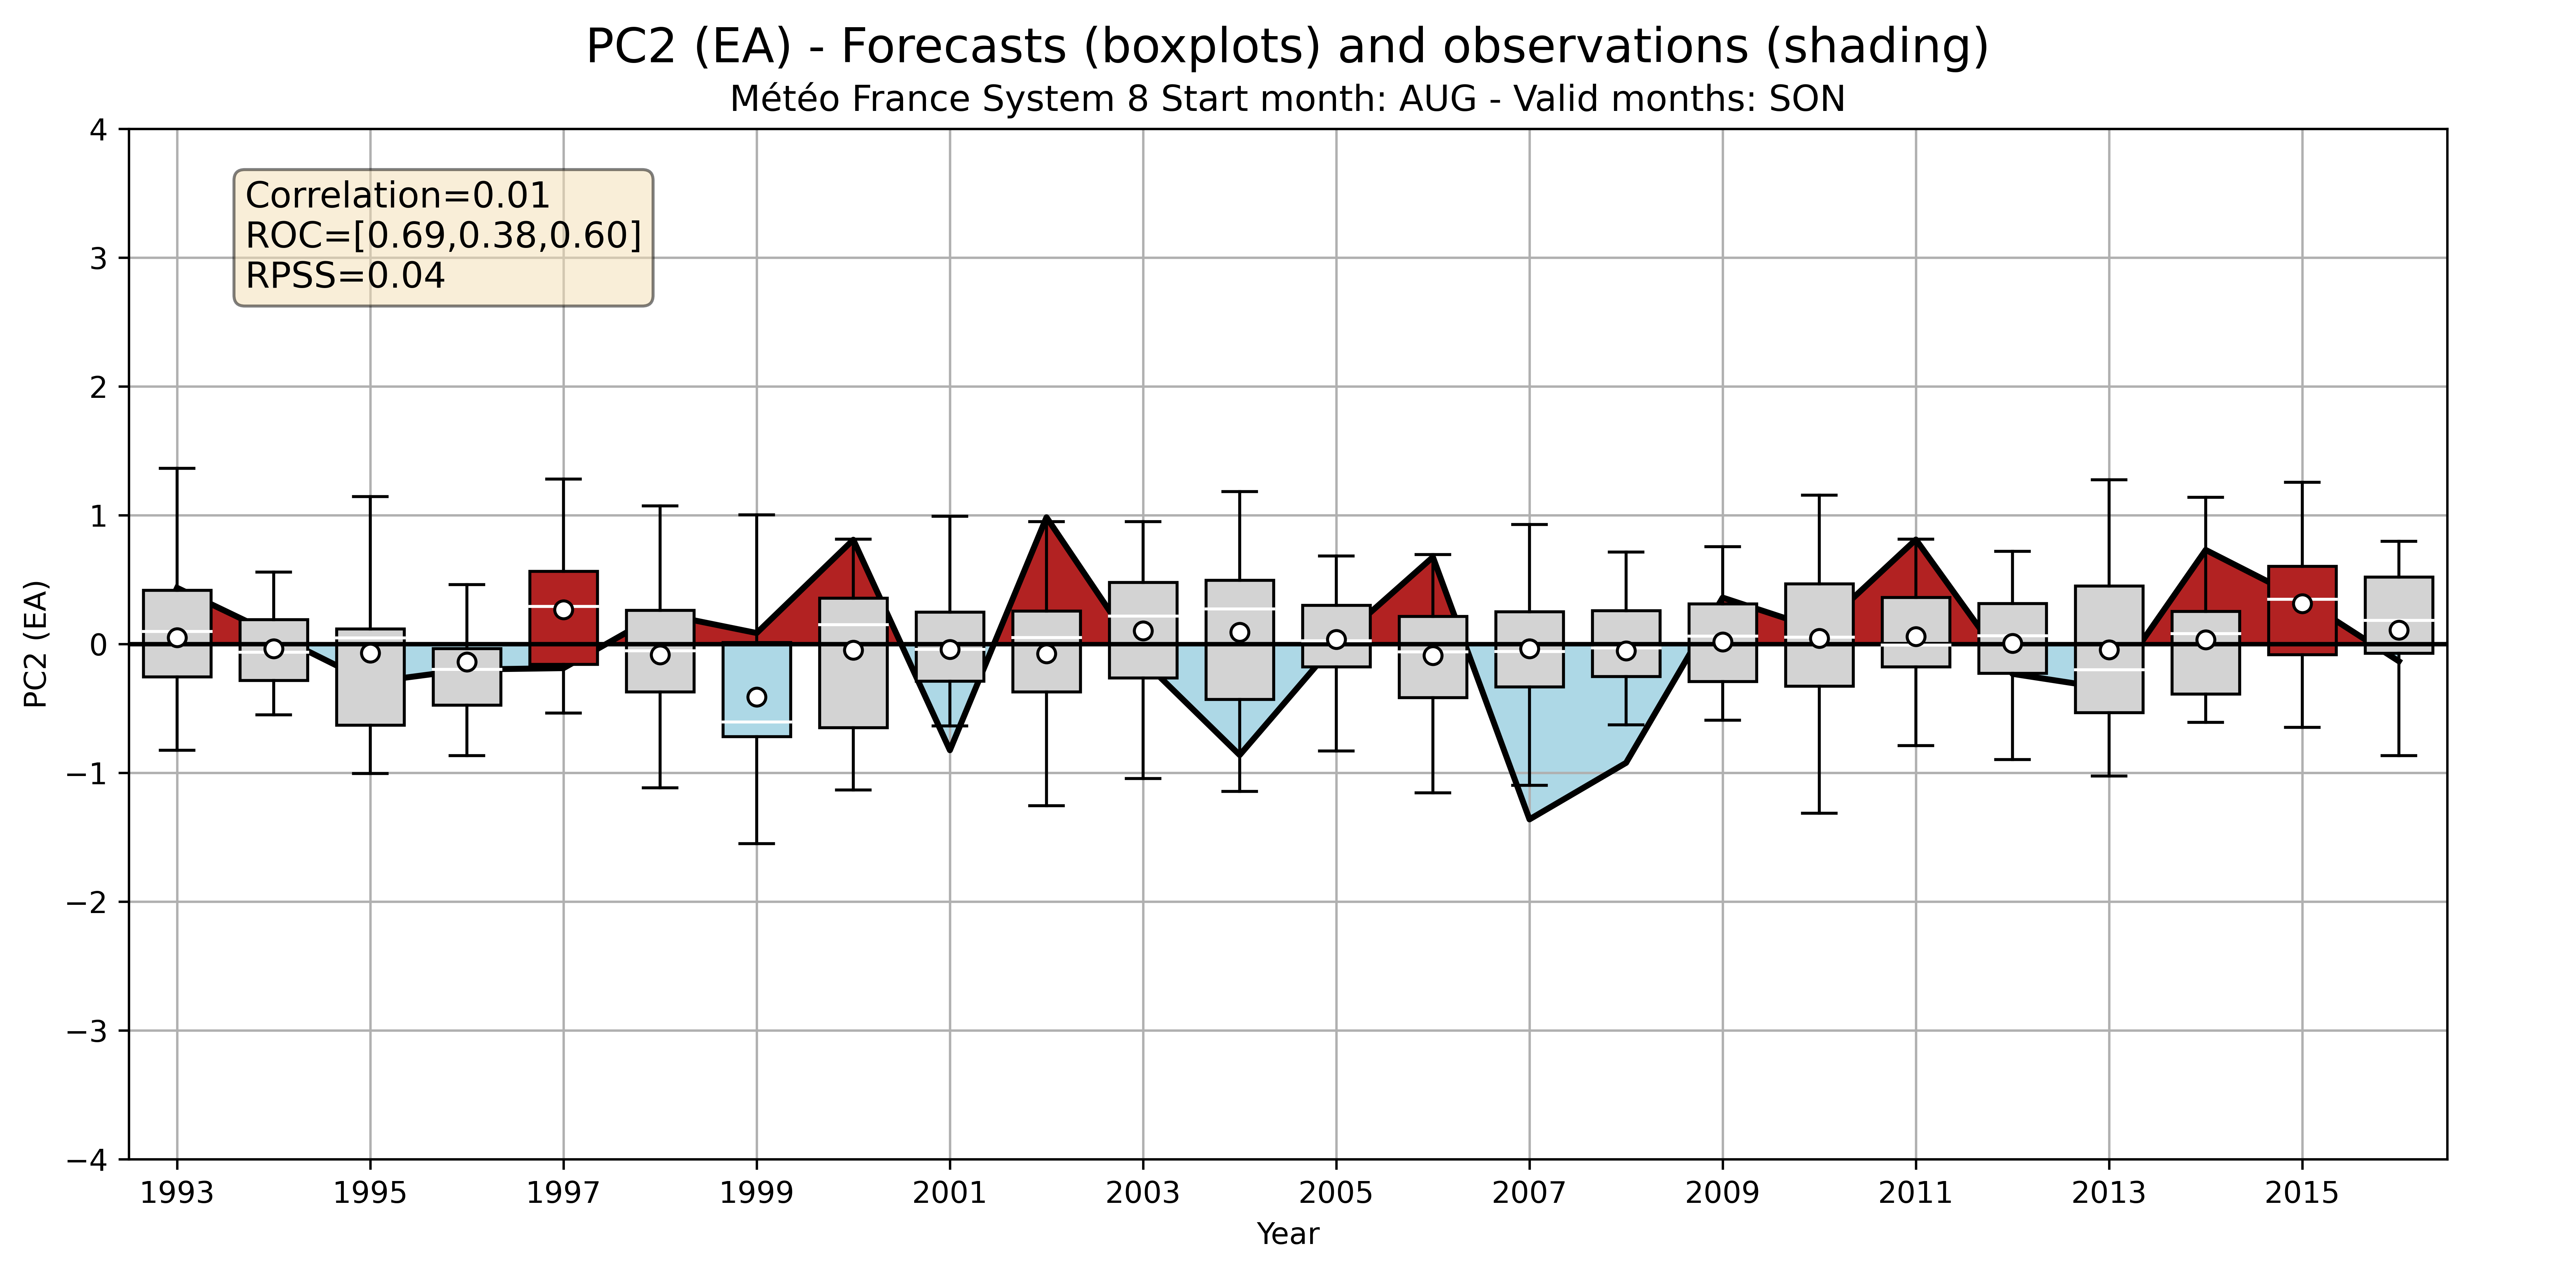 PC2 (EA) - Forecasts (boxplots) and observations (shading)
Météo France System 8 Start month: AUG - Valid months: SON
Correlation=0.01
ROC=[0.69,0.38,0.60]
RPSS=0.04
PC2 (EA)
4
3
2
1
0
−1
−2
−3
−4
1993 1995 1997 1999 2001 2003 2005 2007 2009 2011 2013 2015
Year